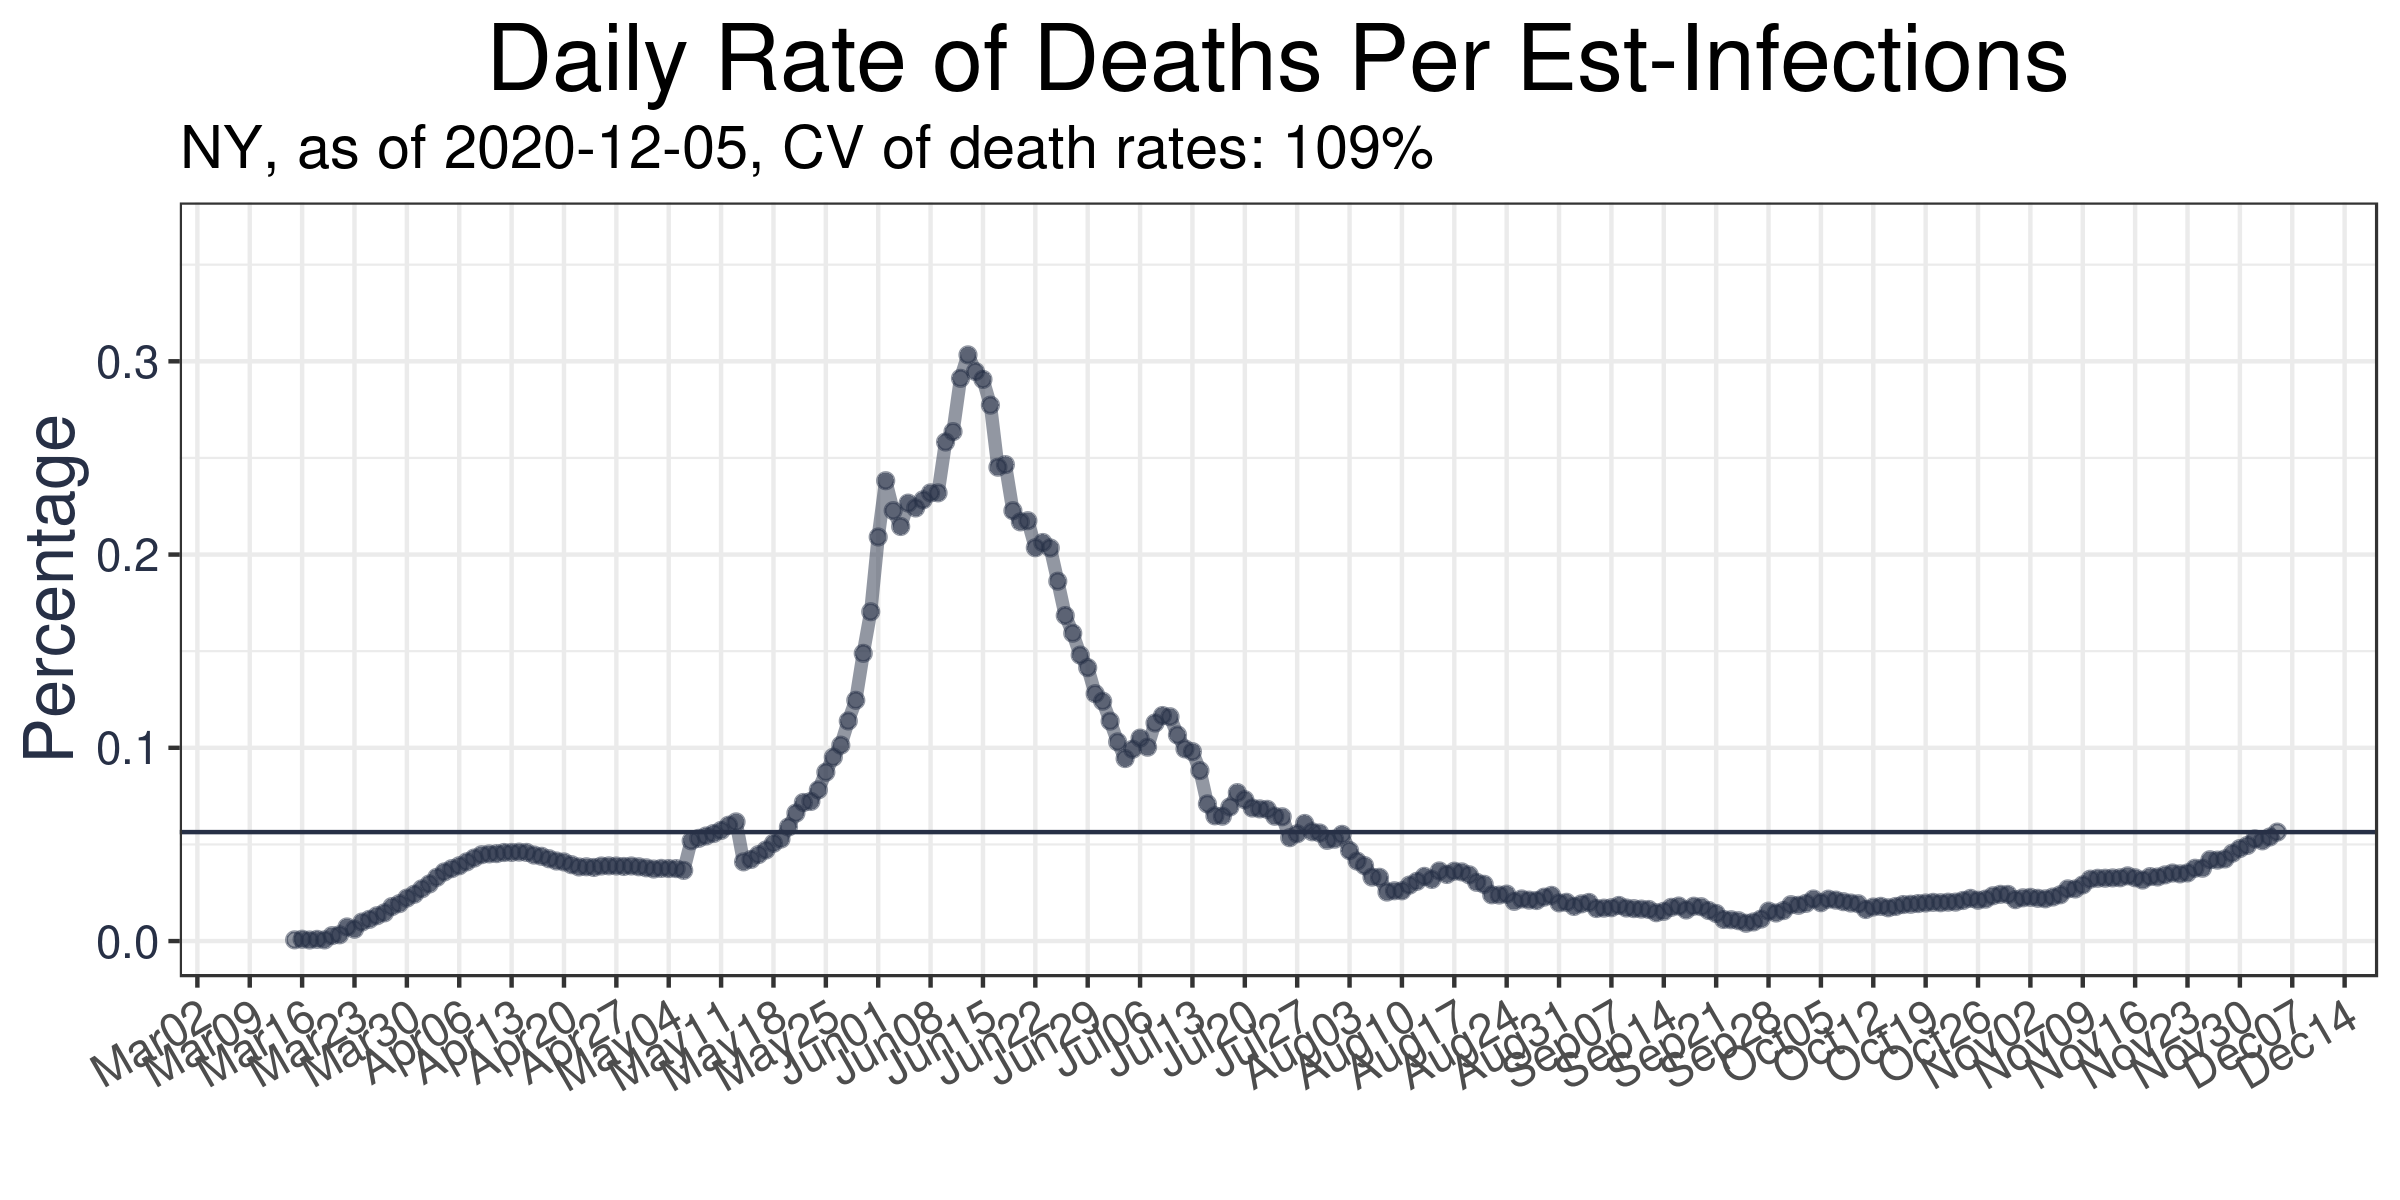 Daily Rate of Deaths Per Est-Infections
NY, as of 2020-12-05, CV of death rates: 109%
Percentage
0.3
0.2
0.1
0.0
Mar02
Mar09
Mar16
Mar23
Mar30
Apr06
Apr13
Apr20
Apr27
May04
May11
May18
May25
Jun01
Jun08
Jun15
Jun22
Jun29
Jul06
Jul13
Jul20
Jul27
Aug03
Aug10
Aug17
Aug24
Aug31
Sep07
Sep14
Sep21
Sep28
Oct05
Oct12
Oct19
Oct26
Nov02
Nov09
Nov16
Nov23
Nov30
Dec07
Dec14